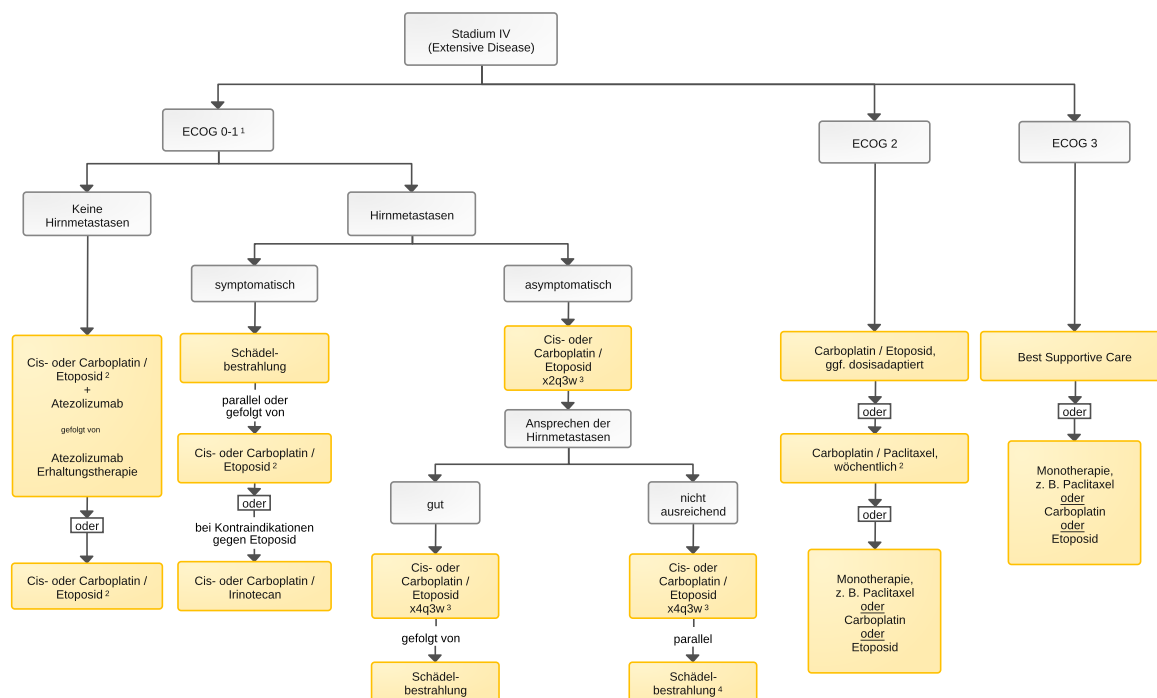 Stadium IV
(Extensive Disease)
ECOG 0-1 ¹
ECOG 2
ECOG 3
Keine
Hirnmetastasen
Hirnmetastasen
symptomatisch
asymptomatisch
Cis- oder Carboplatin /
Etoposid ²
+
Atezolizumab
gefolgt von
Atezolizumab
Erhaltungstherapie
oder
Cis- oder Carboplatin /
Etoposid ²
Schädel-
bestrahlung
parallel oder
gefolgt von
Cis- oder Carboplatin /
Etoposid ²
oder
bei Kontraindikationen
gegen Etoposid
Cis- oder Carboplatin /
Irinotecan
Cis- oder
Carboplatin /
Etoposid
x2q3w ³
Ansprechen der
Hirnmetastasen
gut
Cis- oder
Carboplatin /
Etoposid
x4q3w ³
gefolgt von
Schädel-
bestrahlung
nicht
ausreichend
Cis- oder
Carboplatin /
Etoposid
x4q3w ³
parallel
Schädel-
bestrahlung ⁴
Carboplatin / Etoposid,
ggf. dosisadaptiert
oder
Carboplatin / Paclitaxel,
wöchentlich ²
oder
Monotherapie,
z. B. Paclitaxel
oder
Carboplatin
oder
Etoposid
Best Supportive Care
oder
Monotherapie,
z. B. Paclitaxel
oder
Carboplatin
oder
Etoposid